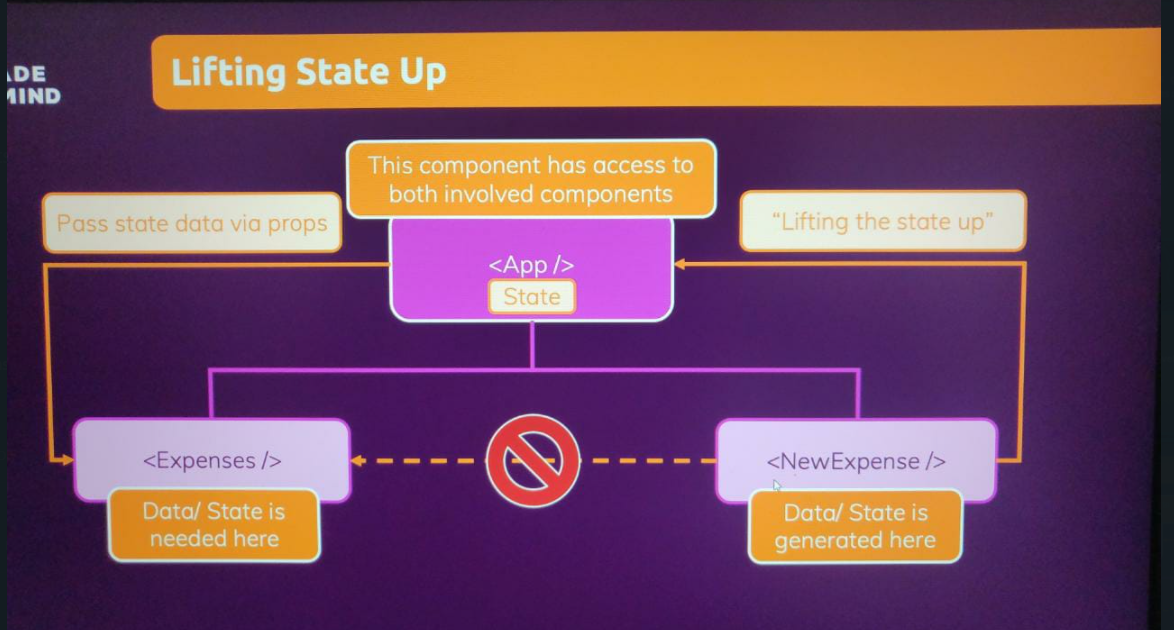 ADE
MIND
Lifting State Up
This component has access to
both involved components
Pass state data via props
"Lifting the state up"
<App />
State
<Expenses />
<NewExpense />
Data/ State is
needed here
Data/ State is
generated here